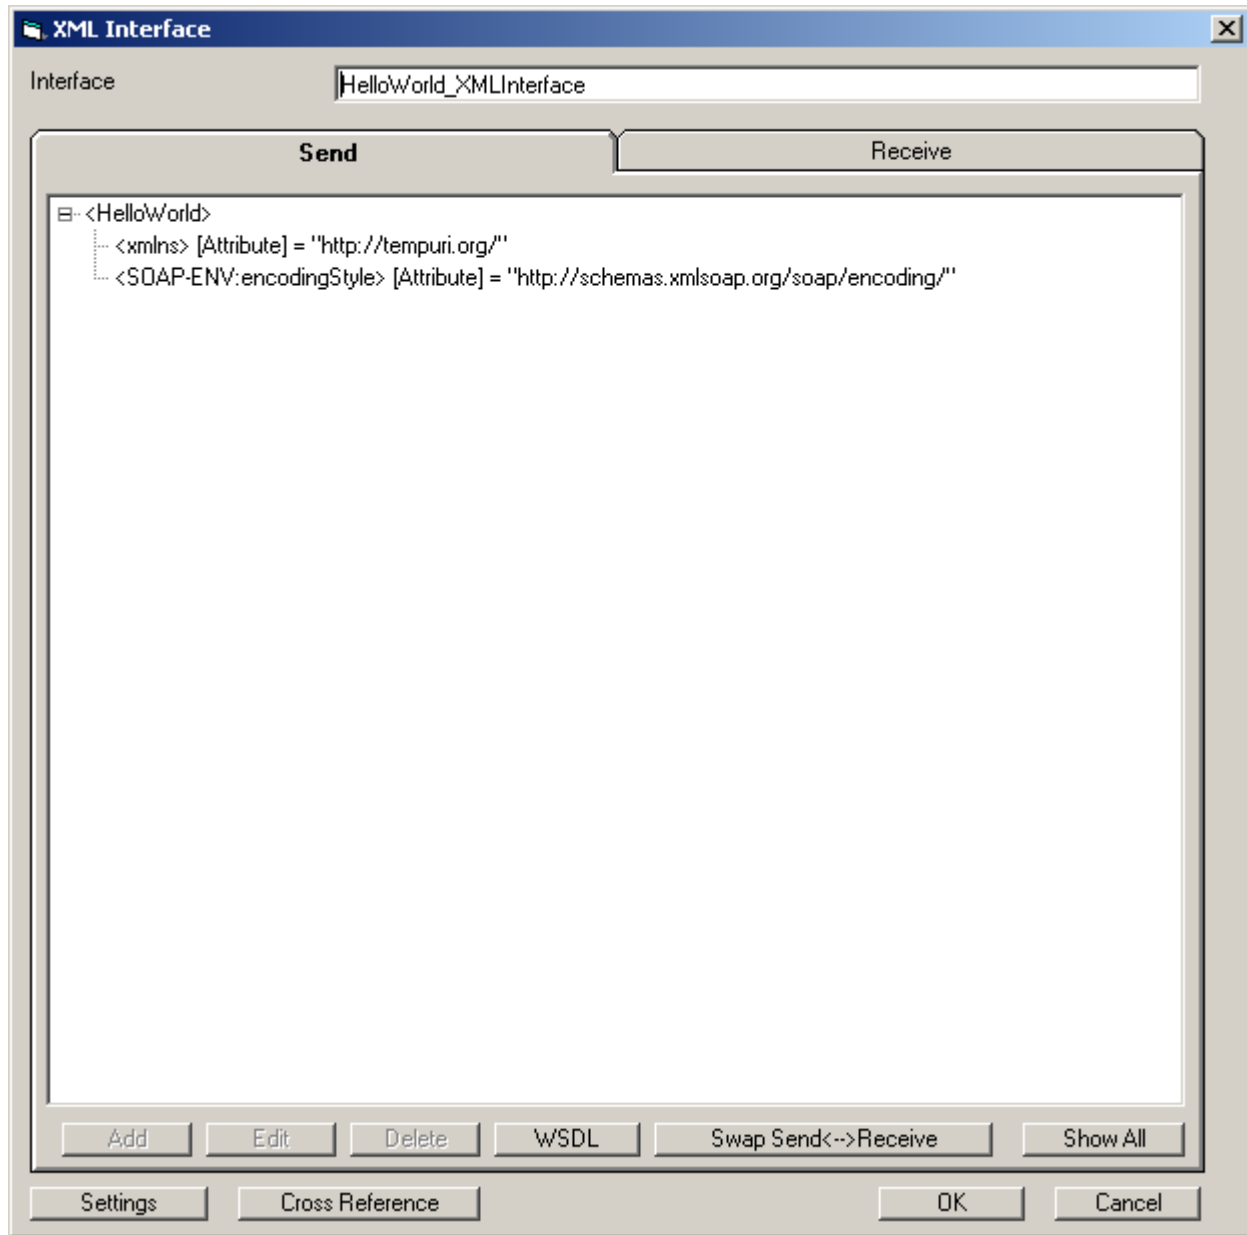 XML Interface
Interface HelloWorld_XMLInterface
Send Receive
<HelloWorld>
<xmlns> [Attribute] = "http://tempuri.org/"
<SOAP-ENV:encodingStyle> [Attribute] = "http://schemas.xmlsoap.org/soap/encoding/"
Add Edit Delete WSDL Swap Send<-->Receive Show All
Settings Cross Reference OK Cancel